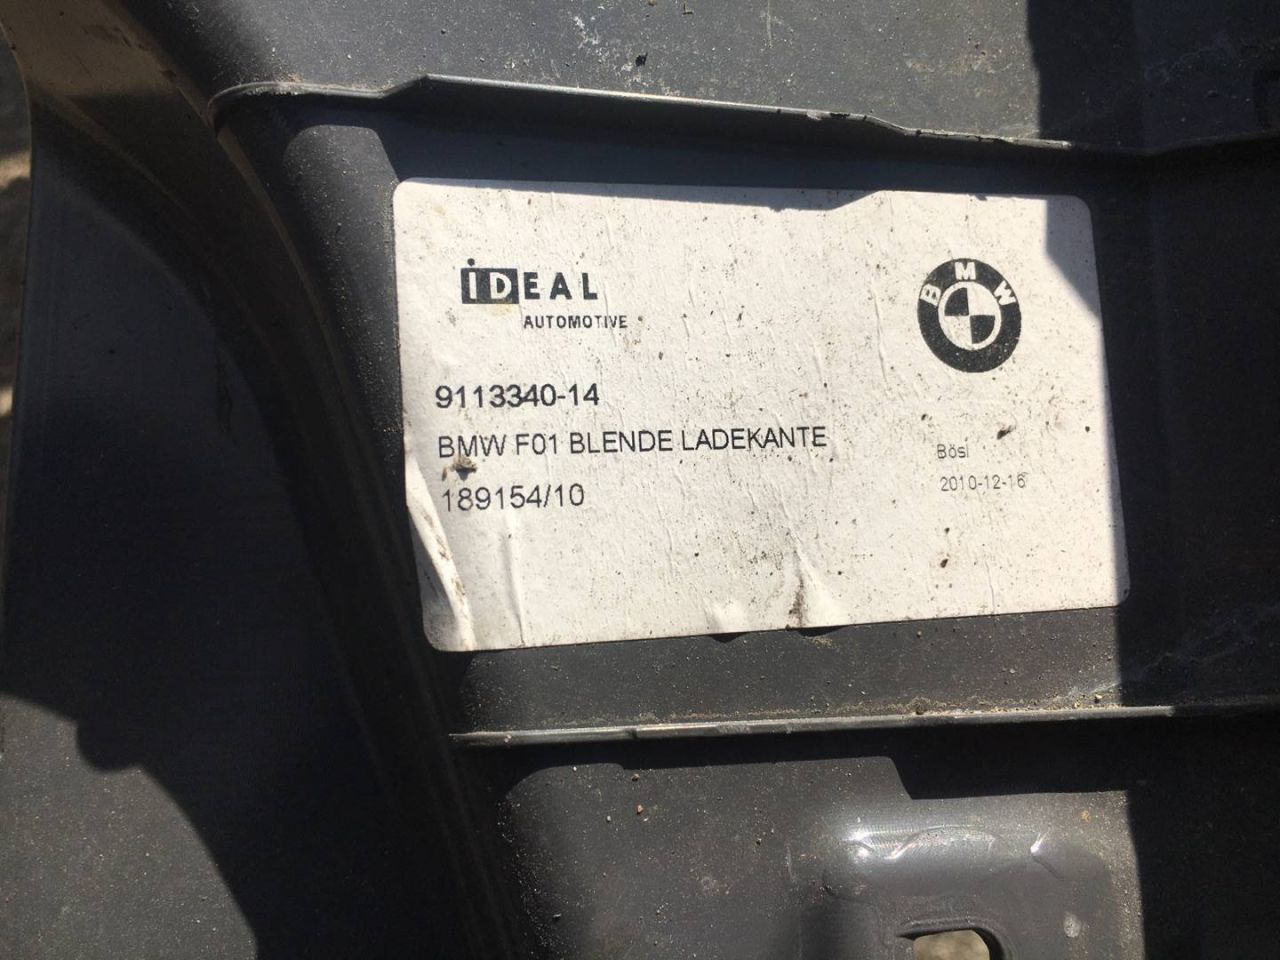 iDEAL
AUTOMOTIVE
BMW
9113340-14
BMW F01 BLENDE LADEKANTE
189154/10
Bösl
2010-12-16